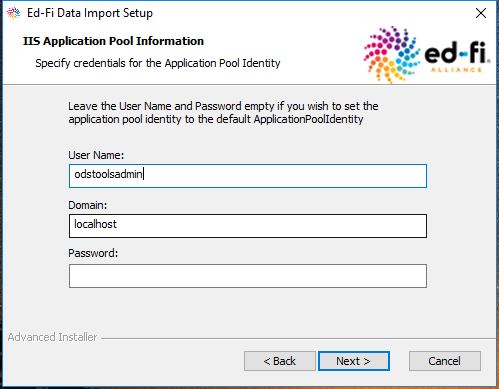 Ed-Fi Data Import Setup
IIS Application Pool Information
Specify credentials for the Application Pool Identity
ed-fi
ALLIANCE
Leave the User Name and Password empty if you wish to set the
application pool identity to the default ApplicationPoolIdentity
User Name:
odstoolsadmin
Domain:
localhost
Password:
Advanced Installer
< Back
Next >
Cancel